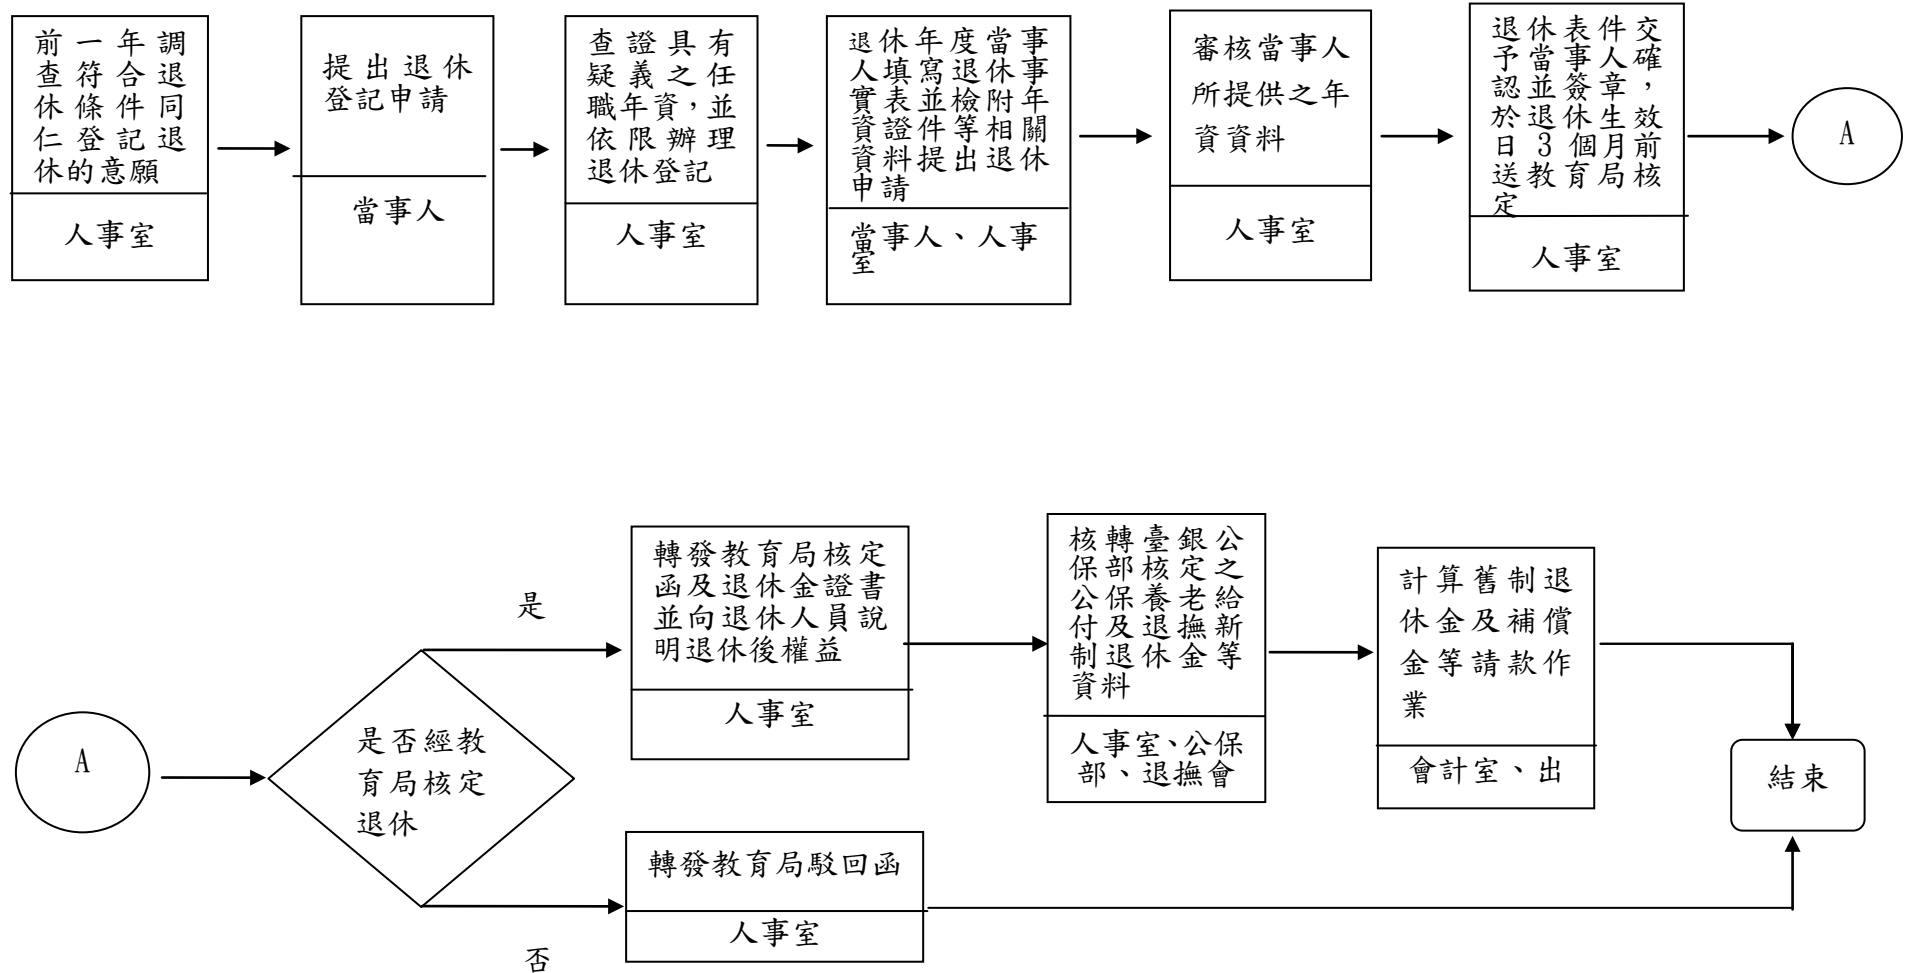 前一年調
查符合退
休條件同
仁登記退
休的意願
人事室
提出退休
登記申請
當事人
查證具有
疑義之任
職年資，並
依限辦理
退休登記
人事室
退休年度當事
人填寫退休事
實表並檢附年
資證件等相關
資料提出退休
申請
當事人、人事
室
審核當事人
所提供之年
資資料
人事室
退休表件交
予當事人確
認並簽章，
於退休生效
日3個月前
送教育局核
定
人事室
A
A
是否經教
育局核定
退休
是
轉發教育局核定
函及退休金證書
並向退休人員說
明退休後權益
人事室
核轉臺銀公
保部核定之
公保養老給
付及退撫新
制退休金等
資料
人事室、公保
部、退撫會
計算舊制退
休金及補償
金等請款作
業
會計室、出
結束
否
轉發教育局駁回函
人事室